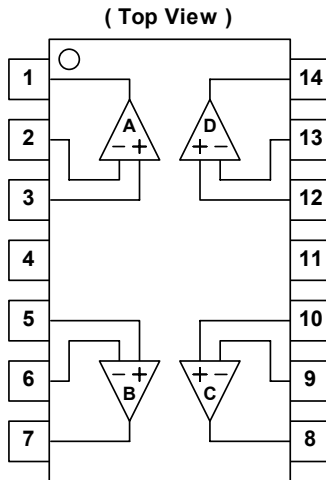 ( Top View )
1 14
A D
2 13
− + + −
3 12
4 11
5 10
− + + −
6 9
B C
7 8